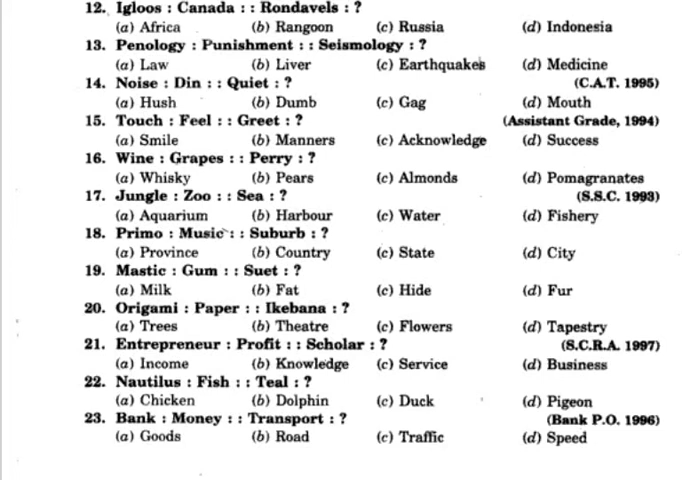 12. Igloos : Canada : : Rondavels : ?
(a) Africa (b) Rangoon (c) Russia (d) Indonesia
13. Penology : Punishment : : Seismology : ?
(a) Law (b) Liver (c) Earthquakes (d) Medicine
14. Noise : Din : : Quiet : ? (C.A.T. 1995)
(a) Hush (b) Dumb (c) Gag (d) Mouth
15. Touch : Feel : : Greet : ? (Assistant Grade, 1994)
(a) Smile (b) Manners (c) Acknowledge (d) Success
16. Wine : Grapes : : Perry : ?
(a) Whisky (b) Pears (c) Almonds (d) Pomagranates
17. Jungle : Zoo : : Sea : ? (S.S.C. 1993)
(a) Aquarium (b) Harbour (c) Water (d) Fishery
18. Primo : Music : : Suburb : ?
(a) Province (b) Country (c) State (d) City
19. Mastic : Gum : : Suet : ?
(a) Milk (b) Fat (c) Hide (d) Fur
20. Origami : Paper : : Ikebana : ?
(a) Trees (b) Theatre (c) Flowers (d) Tapestry
21. Entrepreneur : Profit : : Scholar : ? (S.C.R.A. 1997)
(a) Income (b) Knowledge (c) Service (d) Business
22. Nautilus : Fish : : Teal : ?
(a) Chicken (b) Dolphin (c) Duck (d) Pigeon
23. Bank : Money : : Transport : ? (Bank P.O. 1996)
(a) Goods (b) Road (c) Traffic (d) Speed